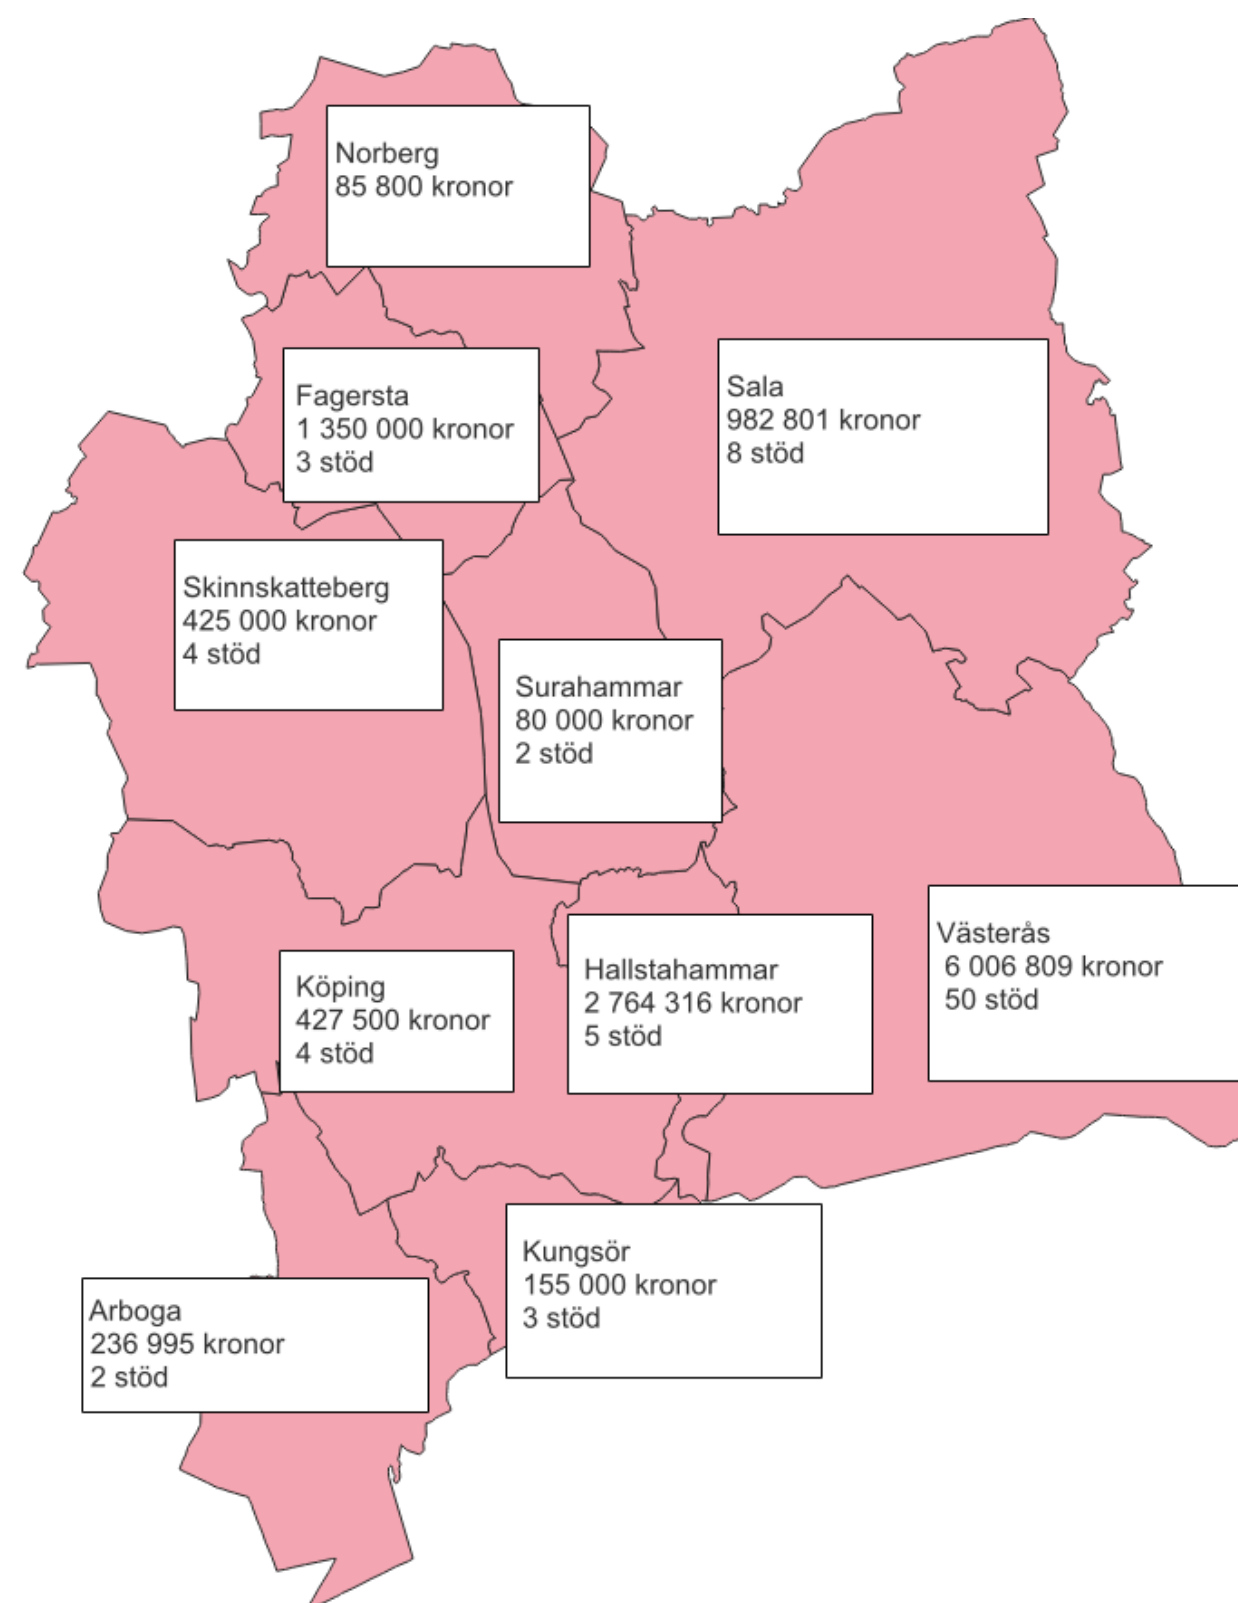 Norberg
85 800 kronor
Fagersta
1 350 000 kronor
3 stöd
Sala
982 801 kronor
8 stöd
Skinnskatteberg
425 000 kronor
4 stöd
Surahammar
80 000 kronor
2 stöd
Västerås
6 006 809 kronor
50 stöd
Hallstahammar
2 764 316 kronor
5 stöd
Köping
427 500 kronor
4 stöd
Kungsör
155 000 kronor
3 stöd
Arboga
236 995 kronor
2 stöd